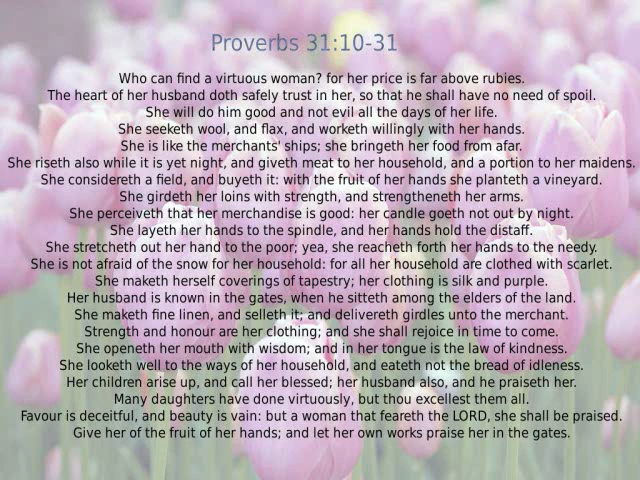 Proverbs 31:10-31
Who can find a virtuous woman? for her price is far above rubies.
The heart of her husband doth safely trust in her, so that he shall have no need of spoil.
She will do him good and not evil all the days of her life.
She seeketh wool, and flax, and worketh willingly with her hands.
She is like the merchants' ships; she bringeth her food from afar.
She riseth also while it is yet night, and giveth meat to her household, and a portion to her maidens.
She considereth a field, and buyeth it: with the fruit of her hands she planteth a vineyard.
She girdeth her loins with strength, and strengtheneth her arms.
She perceiveth that her merchandise is good: her candle goeth not out by night.
She layeth her hands to the spindle, and her hands hold the distaff.
She stretcheth out her hand to the poor; yea, she reacheth forth her hands to the needy.
She is not afraid of the snow for her household: for all her household are clothed with scarlet.
She maketh herself coverings of tapestry; her clothing is silk and purple.
Her husband is known in the gates, when he sitteth among the elders of the land.
She maketh fine linen, and selleth it; and delivereth girdles unto the merchant.
Strength and honour are her clothing; and she shall rejoice in time to come.
She openeth her mouth with wisdom; and in her tongue is the law of kindness.
She looketh well to the ways of her household, and eateth not the bread of idleness.
Her children arise up, and call her blessed; her husband also, and he praiseth her.
Many daughters have done virtuously, but thou excellest them all.
Favour is deceitful, and beauty is vain: but a woman that feareth the LORD, she shall be praised.
Give her of the fruit of her hands; and let her own works praise her in the gates.